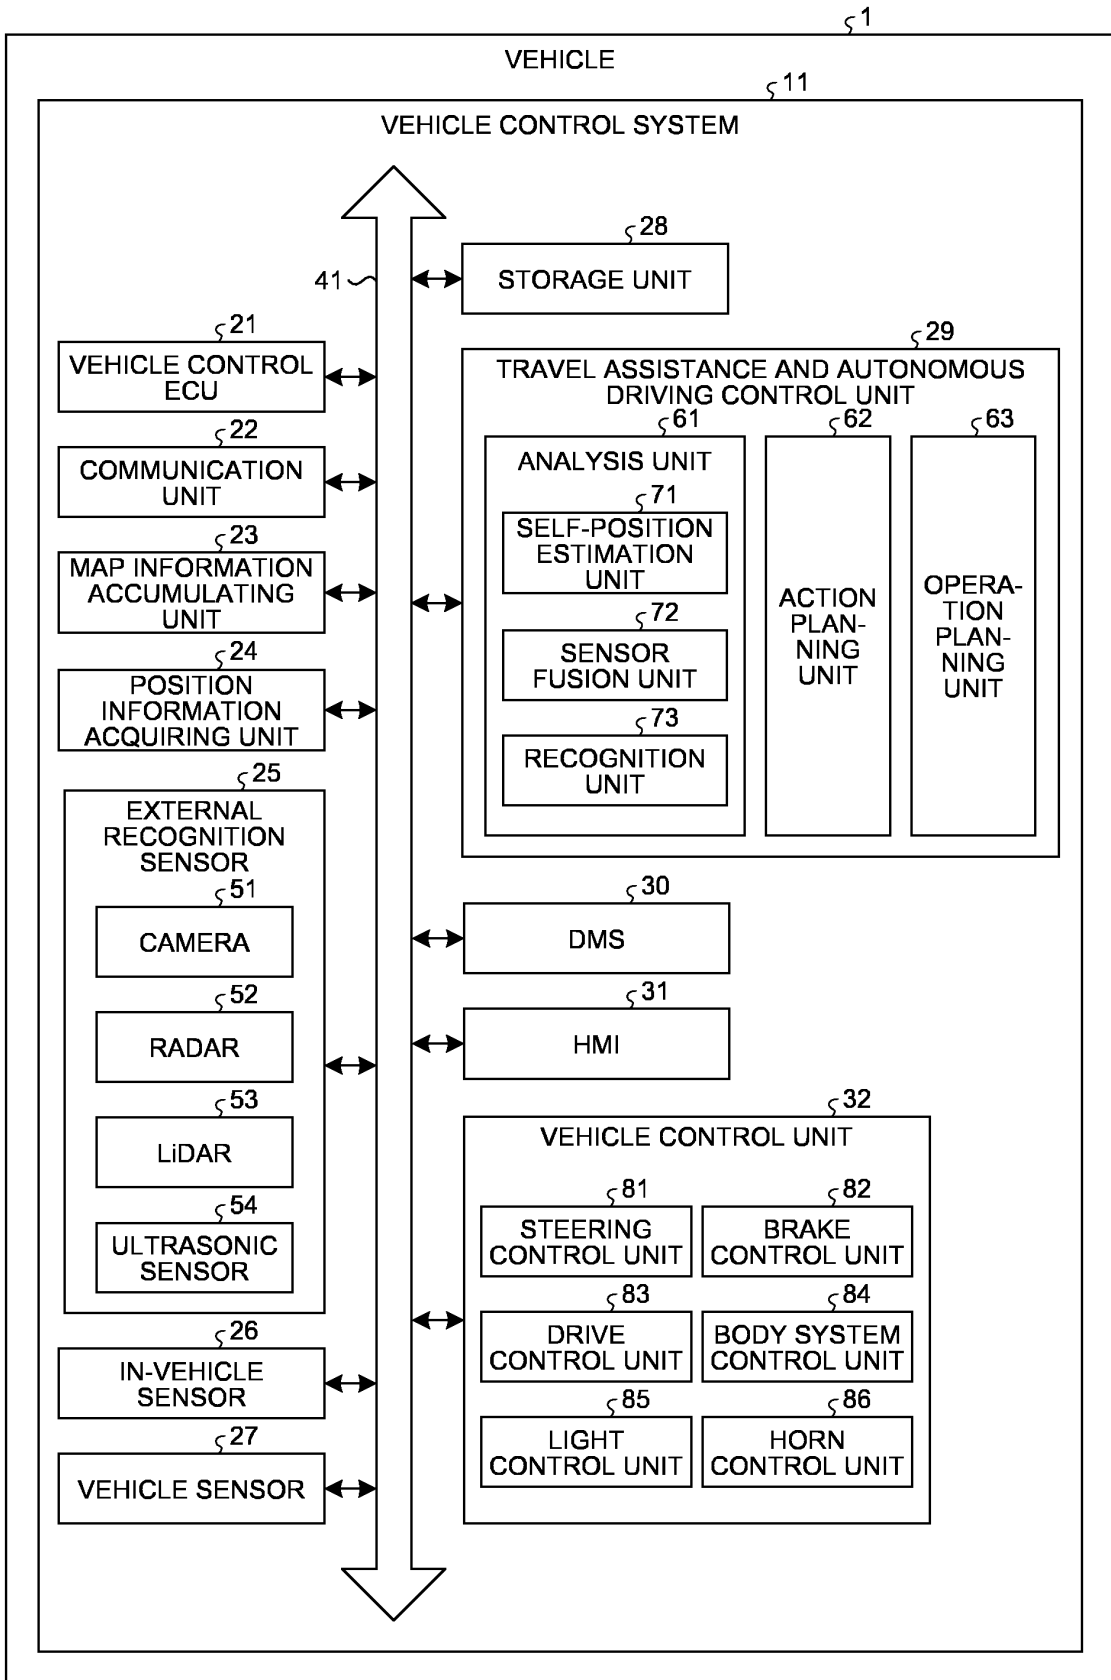 1
VEHICLE
11
VEHICLE CONTROL SYSTEM
41
21
VEHICLE CONTROL
ECU
22
COMMUNICATION
UNIT
23
MAP INFORMATION
ACCUMULATING
UNIT
24
POSITION
INFORMATION
ACQUIRING UNIT
25
EXTERNAL
RECOGNITION
SENSOR
51
CAMERA
52
RADAR
53
LiDAR
54
ULTRASONIC
SENSOR
26
IN-VEHICLE
SENSOR
27
VEHICLE SENSOR
28
STORAGE UNIT
29
TRAVEL ASSISTANCE AND AUTONOMOUS
DRIVING CONTROL UNIT
61
ANALYSIS UNIT
71
SELF-POSITION
ESTIMATION
UNIT
72
SENSOR
FUSION UNIT
73
RECOGNITION
UNIT
62
ACTION
PLAN-
NING
UNIT
63
OPERA-
TION
PLAN-
NING
UNIT
30
DMS
31
HMI
32
VEHICLE CONTROL UNIT
81
STEERING
CONTROL UNIT
82
BRAKE
CONTROL UNIT
83
DRIVE
CONTROL UNIT
84
BODY SYSTEM
CONTROL UNIT
85
LIGHT
CONTROL UNIT
86
HORN
CONTROL UNIT